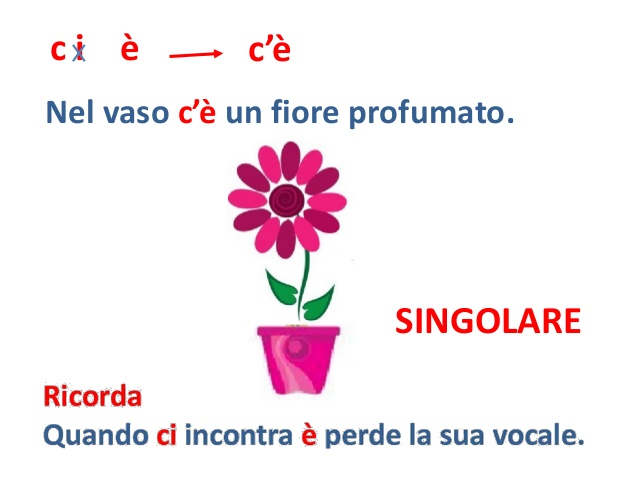 ci è → c'è
Nel vaso c'è un fiore profumato.
SINGOLARE
Ricorda
Quando ci incontra è perde la sua vocale.